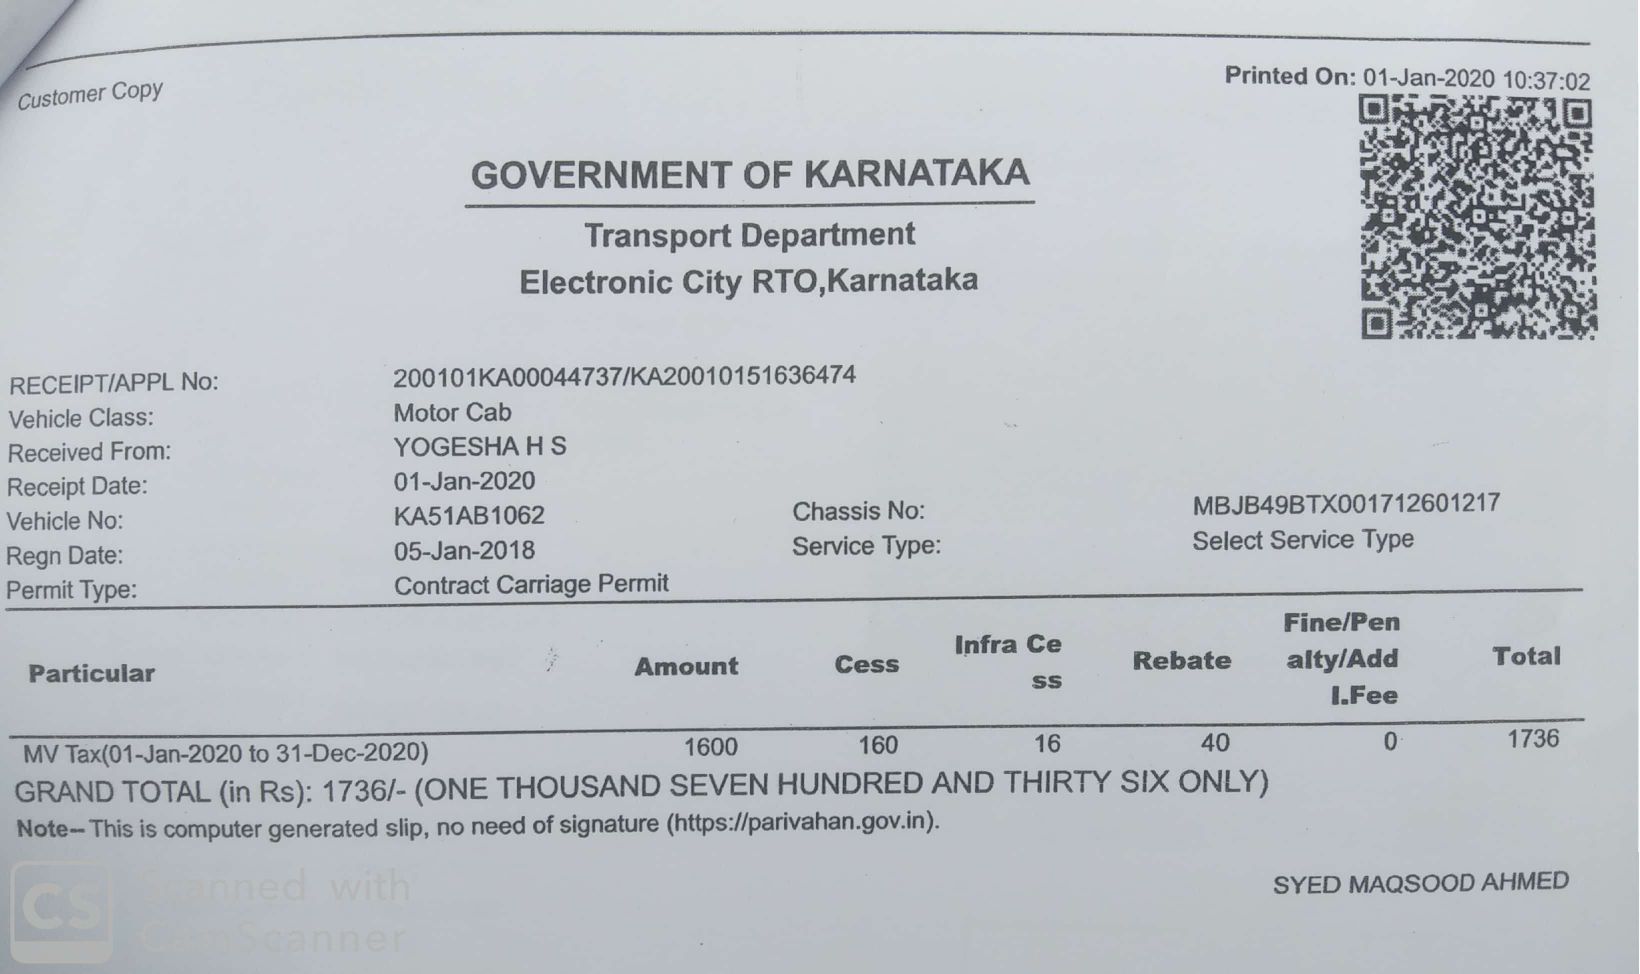 Customer Copy
Printed On: 01-Jan-2020 10:37:02
GOVERNMENT OF KARNATAKA
Transport Department
Electronic City RTO,Karnataka
RECEIPT/APPL No: 200101KA00044737/KA20010151636474
Vehicle Class: Motor Cab
Received From: YOGESHA H S
Receipt Date: 01-Jan-2020
Vehicle No: KA51AB1062 Chassis No: MBJB49BTX001712601217
Regn Date: 05-Jan-2018 Service Type: Select Service Type
Permit Type: Contract Carriage Permit
Particular Amount Cess Infra Ce
ss Rebate Fine/Pen
alty/Add
l.Fee Total
MV Tax(01-Jan-2020 to 31-Dec-2020) 1600 160 16 40 0 1736
GRAND TOTAL (in Rs): 1736/- (ONE THOUSAND SEVEN HUNDRED AND THIRTY SIX ONLY)
Note-- This is computer generated slip, no need of signature (https://parivahan.gov.in).
SYED MAQSOOD AHMED
CS Scanned with
CamScanner